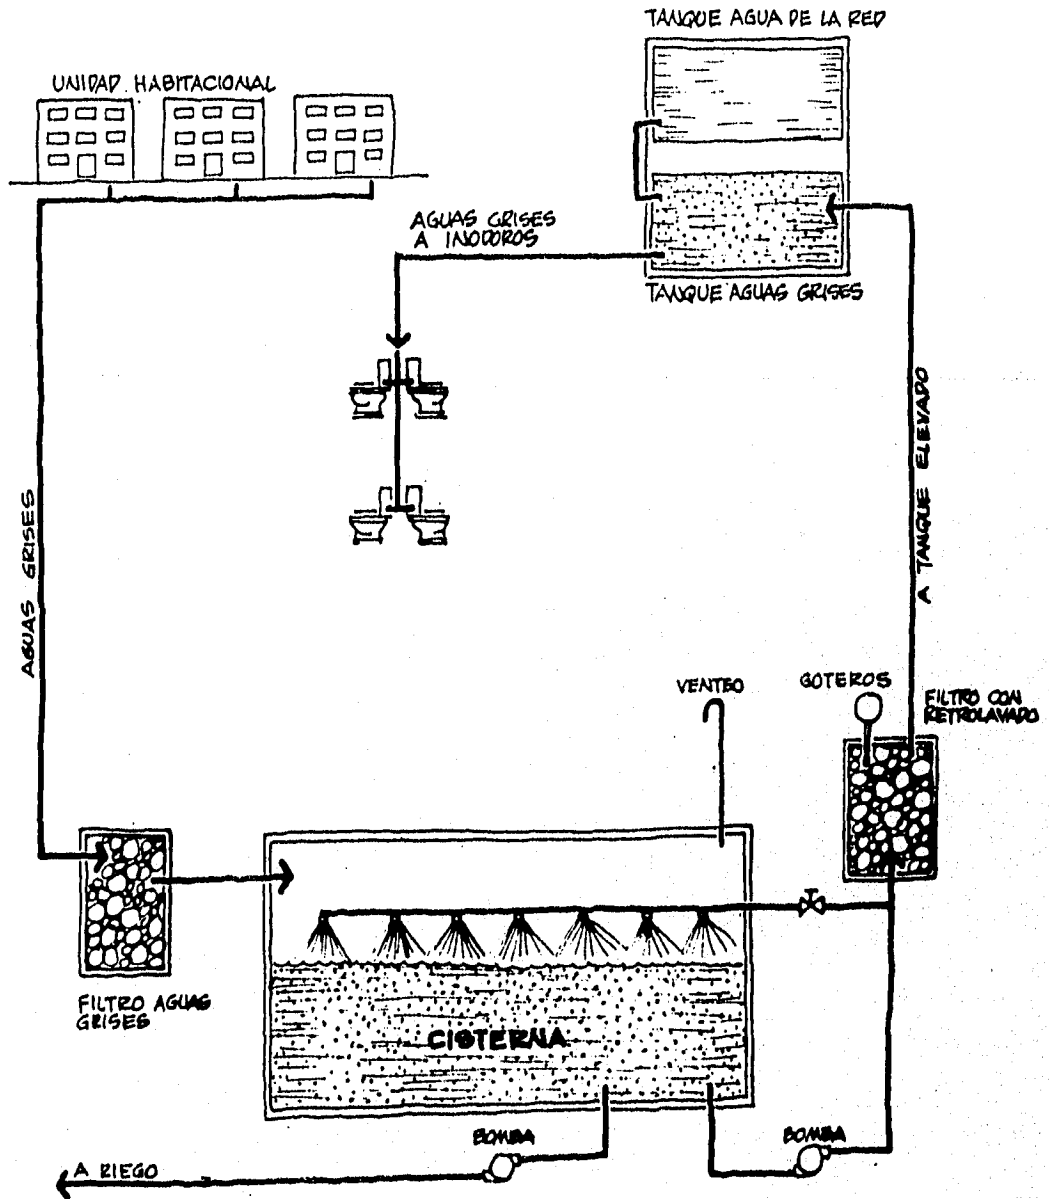 TANQUE AGUA DE LA RED
UNIDAD HABITACIONAL
AGUAS GRISES
A INODOROS
TANQUE AGUAS GRISES
A TANQUE ELEVADO
AGUAS GRISES
VENTEO
GOTEROS
FILTRO CON
RETROLAVADO
FILTRO AGUAS
GRISES
CISTERNA
BOMBA
BOMBA
A RIEGO